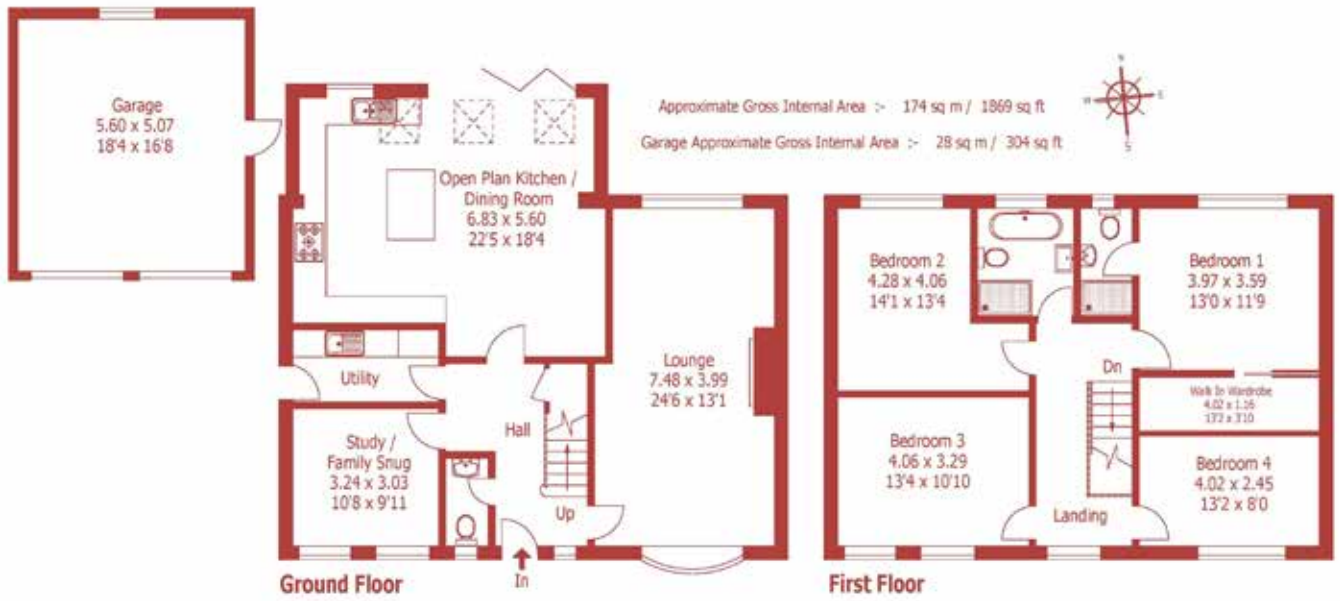 Garage
5.60 x 5.07
18'4 x 16'8
Open Plan Kitchen /
Dining Room
6.83 x 5.60
22'5 x 18'4
Approximate Gross Internal Area :- 174 sq m / 1869 sq ft
Garage Approximate Gross Internal Area :- 28 sq m / 304 sq ft
N
W
E
S
Utility
Study /
Family Snug
3.24 x 3.03
10'8 x 9'11
Hall
Up
In
Lounge
7.48 x 3.99
24'6 x 13'1
Ground Floor
Bedroom 2
4.28 x 4.06
14'1 x 13'4
Bedroom 1
3.97 x 3.59
13'0 x 11'9
Dn
Walk In Wardrobe
4.02 x 1.16
13'2 x 3'10
Bedroom 3
4.06 x 3.29
13'4 x 10'10
Bedroom 4
4.02 x 2.45
13'2 x 8'0
Landing
First Floor